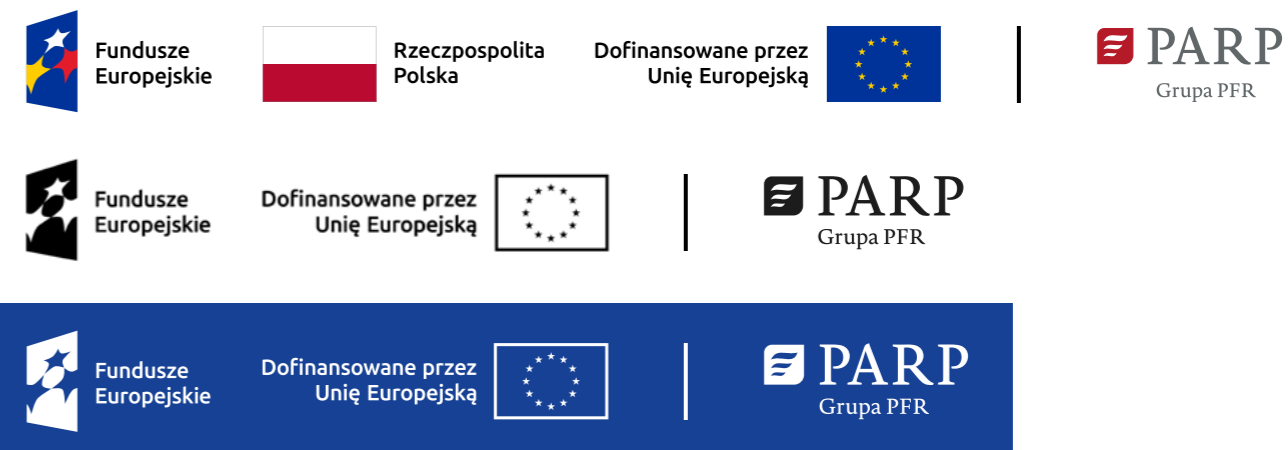 Fundusze
Europejskie
Rzeczpospolita
Polska
Dofinansowane przez
Unię Europejską
PARP
Grupa PFR
Fundusze
Europejskie
Dofinansowane przez
Unię Europejską
PARP
Grupa PFR
Fundusze
Europejskie
Dofinansowane przez
Unię Europejską
PARP
Grupa PFR